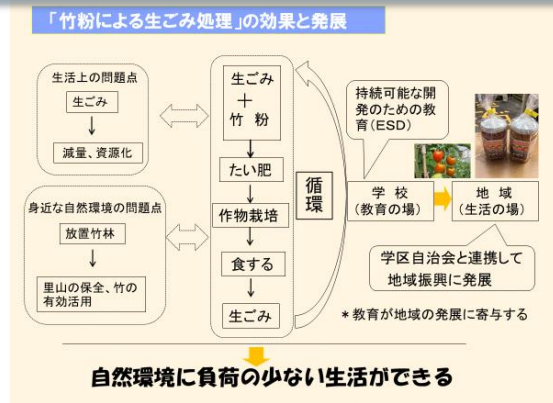 「竹粉による生ごみ処理」の効果と発展
生活上の問題点
生ごみ
減量、資源化
身近な自然環境の問題点
放置竹林
里山の保全、竹の
有効活用
生ごみ
＋
竹 粉
たい肥
作物栽培
食する
生ごみ
循環
持続可能な開
発のための教
育（ESD）
学 校
（教育の場）
地 域
（生活の場）
学区自治会と連携して
地域振興に発展
＊教育が地域の発展に寄与する
自然環境に負荷の少ない生活ができる